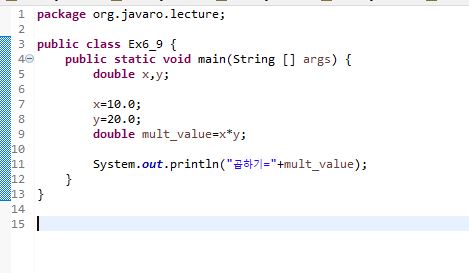 1 package org.javaro.lecture;
2
3 public class Ex6_9 {
4 public static void main(String [] args) {
5 double x,y;
6
7 x=10.0;
8 y=20.0;
9 double mult_value=x*y;
10
11 System.out.println("곱하기="+mult_value);
12 }
13 }
14
15